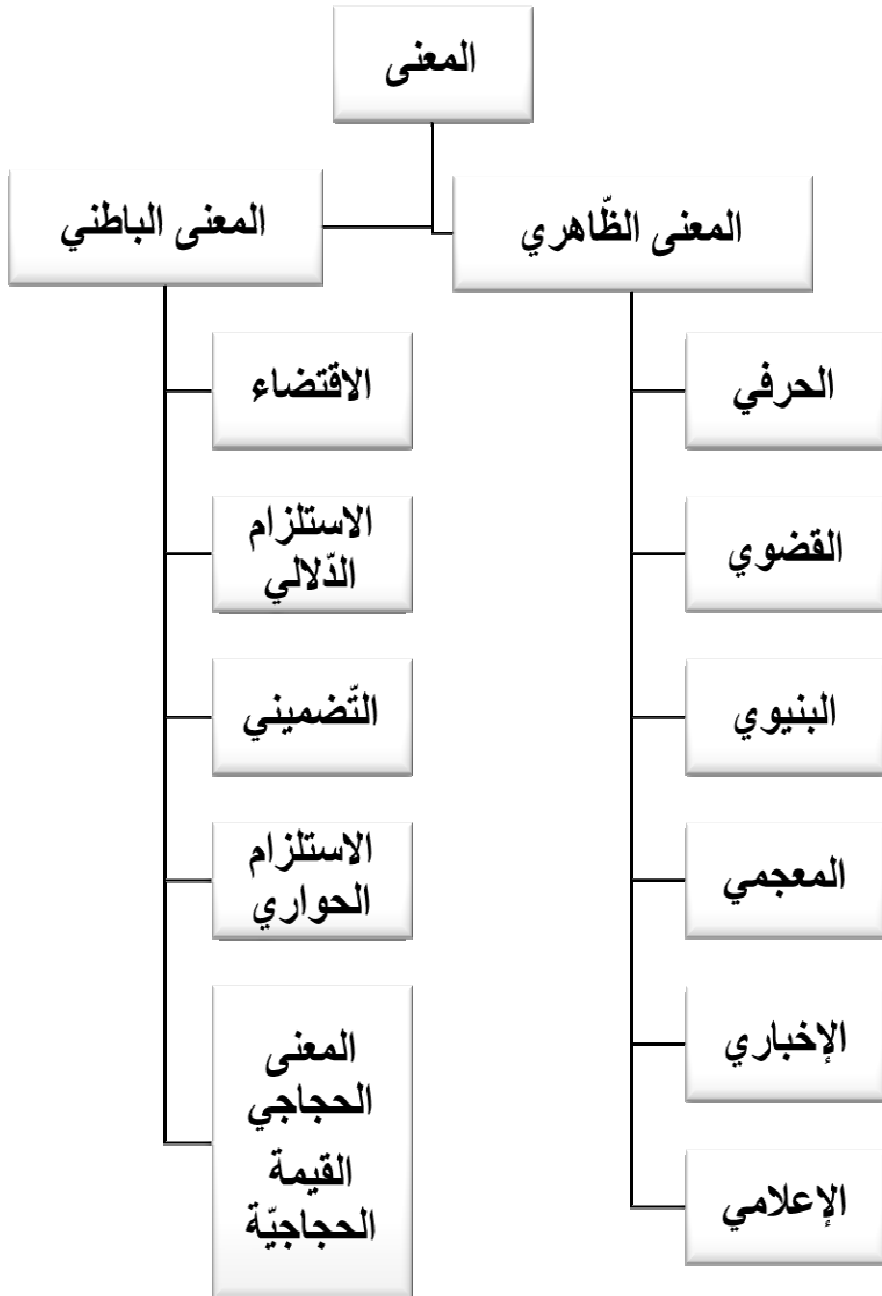 المعنى
المعنى الظّاهري
الحرفي
القضوي
البنيوي
المعجمي
الإخباري
الإعلامي
المعنى الباطني
الاقتضاء
الاستلزام
الدّلالي
التّضميني
الاستلزام
الحواري
المعنى
الحجاجي
القيمة
الحجاجيّة